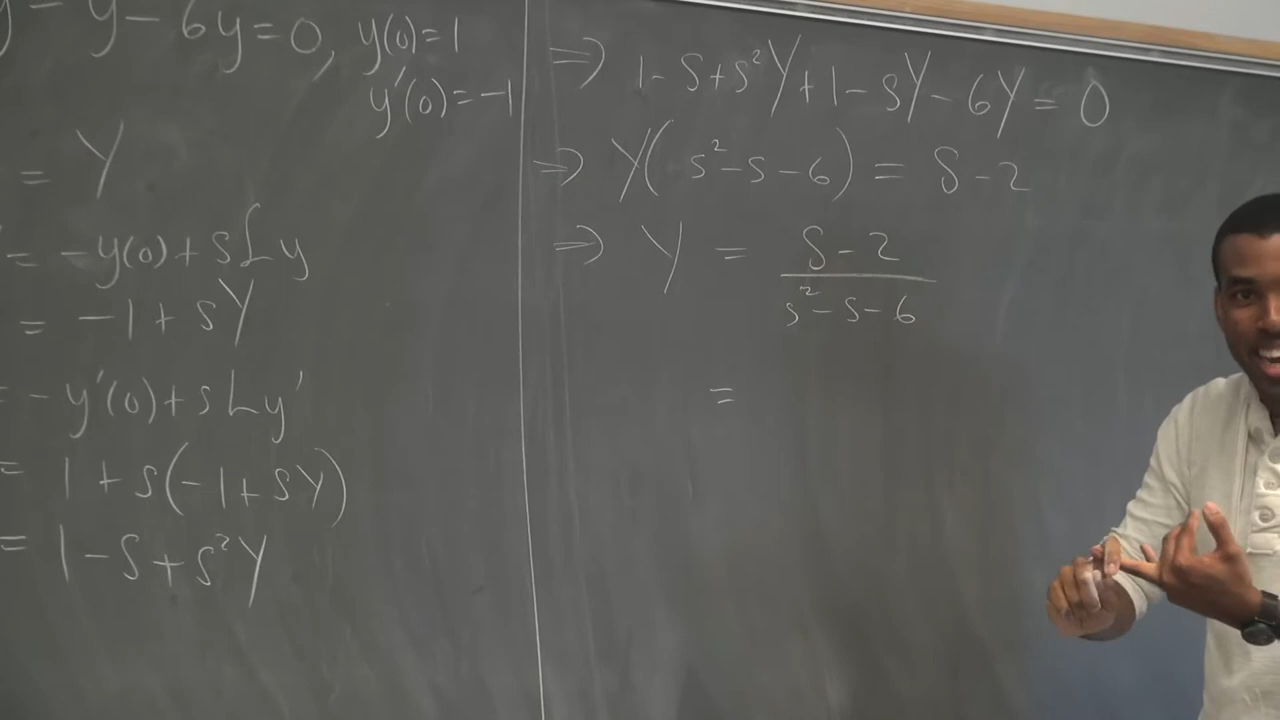 y - y - 6y = 0, y(0) = 1
y'(0) = -1
= Y
= -y(0) + sLy
= -1 + sY
= -y'(0) + sLy'
= 1 + s(-1 + sY)
= 1 - s + s²Y
⇒ 1 - s + s²Y + 1 - sY - 6Y = 0
⇒ Y(s² - s - 6) = s - 2
⇒ Y = s - 2
s² - s - 6
=